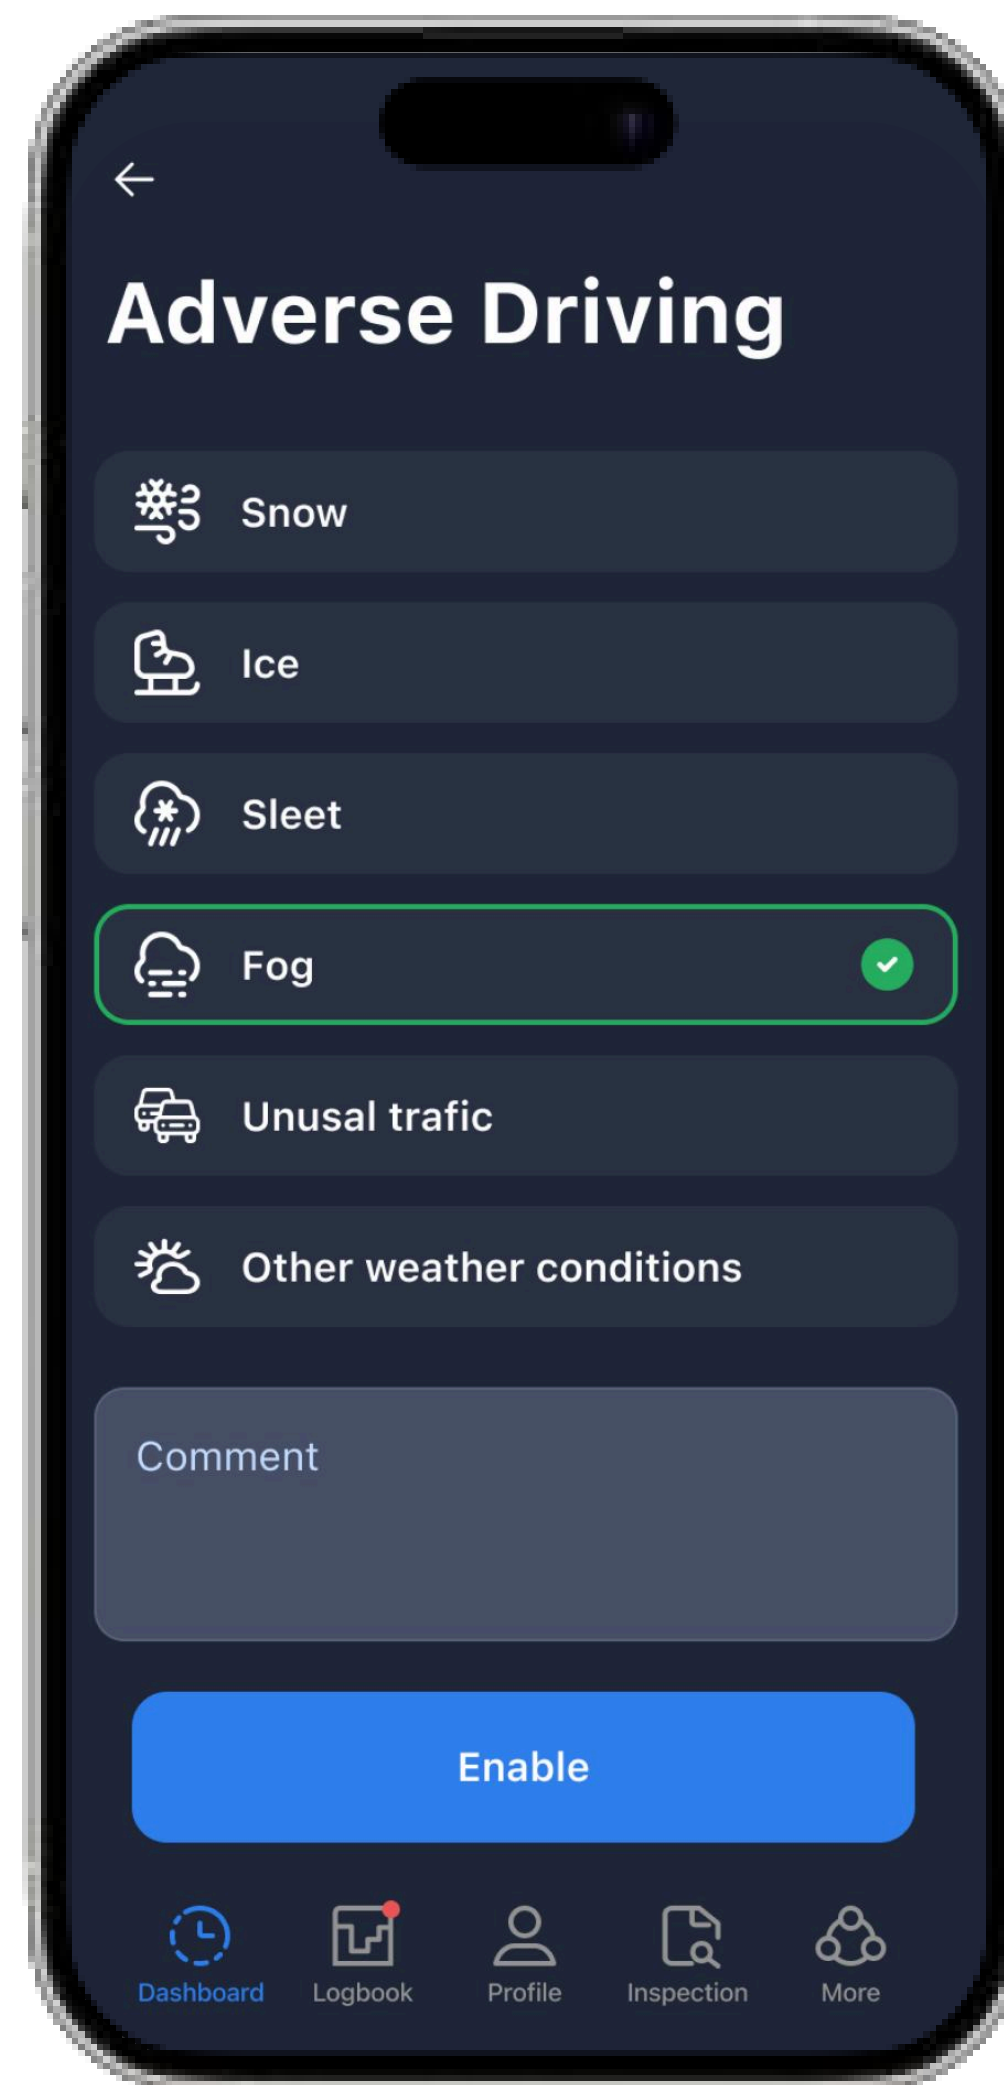 Adverse Driving
Snow
Ice
Sleet
Fog
Unusal trafic
Other weather conditions
Comment
Enable
Dashboard Logbook Profile Inspection More